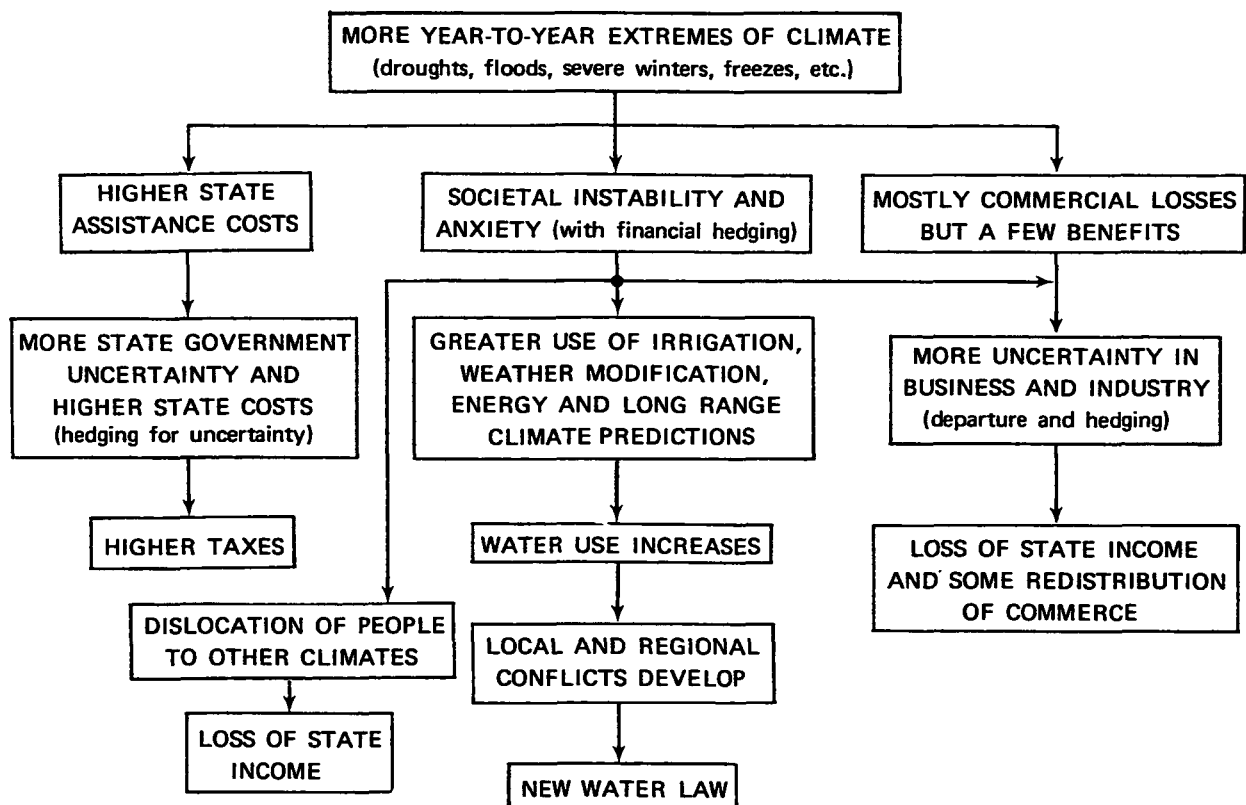 MORE YEAR-TO-YEAR EXTREMES OF CLIMATE
(droughts, floods, severe winters, freezes, etc.)
HIGHER STATE
ASSISTANCE COSTS
SOCIETAL INSTABILITY AND
ANXIETY (with financial hedging)
MOSTLY COMMERCIAL LOSSES
BUT A FEW BENEFITS
MORE STATE GOVERNMENT
UNCERTAINTY AND
HIGHER STATE COSTS
(hedging for uncertainty)
GREATER USE OF IRRIGATION,
WEATHER MODIFICATION,
ENERGY AND LONG RANGE
CLIMATE PREDICTIONS
MORE UNCERTAINTY IN
BUSINESS AND INDUSTRY
(departure and hedging)
HIGHER TAXES
WATER USE INCREASES
LOSS OF STATE INCOME
AND SOME REDISTRIBUTION
OF COMMERCE
DISLOCATION OF PEOPLE
TO OTHER CLIMATES
LOCAL AND REGIONAL
CONFLICTS DEVELOP
LOSS OF STATE
INCOME
NEW WATER LAW